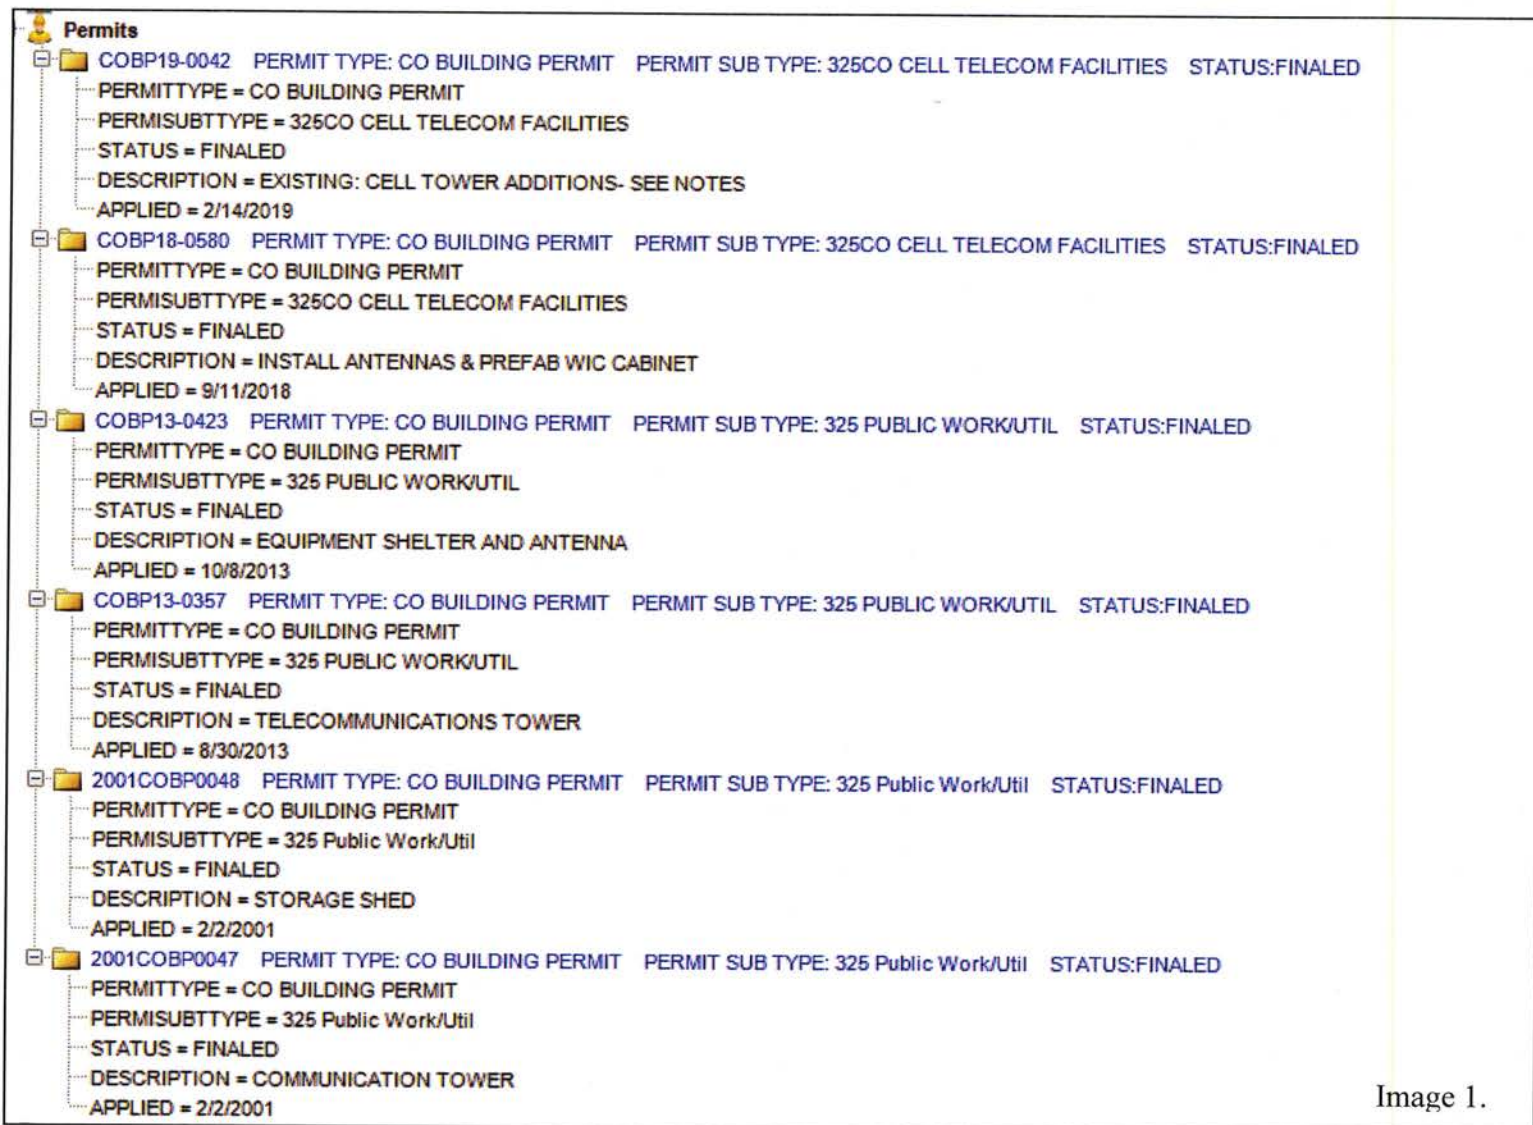 Permits
COBP19-0042 PERMIT TYPE: CO BUILDING PERMIT PERMIT SUB TYPE: 325CO CELL TELECOM FACILITIES STATUS:FINALED
PERMITTYPE = CO BUILDING PERMIT
PERMISUBTTYPE = 325CO CELL TELECOM FACILITIES
STATUS = FINALED
DESCRIPTION = EXISTING: CELL TOWER ADDITIONS- SEE NOTES
APPLIED = 2/14/2019
COBP18-0580 PERMIT TYPE: CO BUILDING PERMIT PERMIT SUB TYPE: 325CO CELL TELECOM FACILITIES STATUS:FINALED
PERMITTYPE = CO BUILDING PERMIT
PERMISUBTTYPE = 325CO CELL TELECOM FACILITIES
STATUS = FINALED
DESCRIPTION = INSTALL ANTENNAS & PREFAB WIC CABINET
APPLIED = 9/11/2018
COBP13-0423 PERMIT TYPE: CO BUILDING PERMIT PERMIT SUB TYPE: 325 PUBLIC WORK/UTIL STATUS:FINALED
PERMITTYPE = CO BUILDING PERMIT
PERMISUBTTYPE = 325 PUBLIC WORK/UTIL
STATUS = FINALED
DESCRIPTION = EQUIPMENT SHELTER AND ANTENNA
APPLIED = 10/8/2013
COBP13-0357 PERMIT TYPE: CO BUILDING PERMIT PERMIT SUB TYPE: 325 PUBLIC WORK/UTIL STATUS:FINALED
PERMITTYPE = CO BUILDING PERMIT
PERMISUBTTYPE = 325 PUBLIC WORK/UTIL
STATUS = FINALED
DESCRIPTION = TELECOMMUNICATIONS TOWER
APPLIED = 8/30/2013
2001COBP0048 PERMIT TYPE: CO BUILDING PERMIT PERMIT SUB TYPE: 325 Public Work/Util STATUS:FINALED
PERMITTYPE = CO BUILDING PERMIT
PERMISUBTTYPE = 325 Public Work/Util
STATUS = FINALED
DESCRIPTION = STORAGE SHED
APPLIED = 2/2/2001
2001COBP0047 PERMIT TYPE: CO BUILDING PERMIT PERMIT SUB TYPE: 325 Public Work/Util STATUS:FINALED
PERMITTYPE = CO BUILDING PERMIT
PERMISUBTTYPE = 325 Public Work/Util
STATUS = FINALED
DESCRIPTION = COMMUNICATION TOWER
APPLIED = 2/2/2001
Image 1.